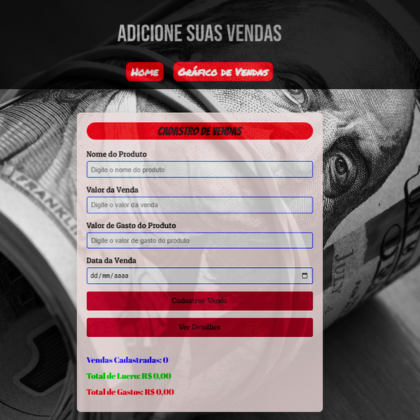 ADICIONE SUAS VENDAS
Home
Gráfico de Vendas
CADASTRO DE VENDAS
Nome do Produto
Digite o nome do produto
Valor da Venda
Digite o valor da venda
Valor de Gasto do Produto
Digite o valor de gasto do produto
Data da Venda
dd/mm/aaaa
Cadastrar Venda
Ver Detalhes
Vendas Cadastradas: 0
Total de Lucro: R$ 0,00
Total de Gastos: R$ 0,00
FRANKLIN